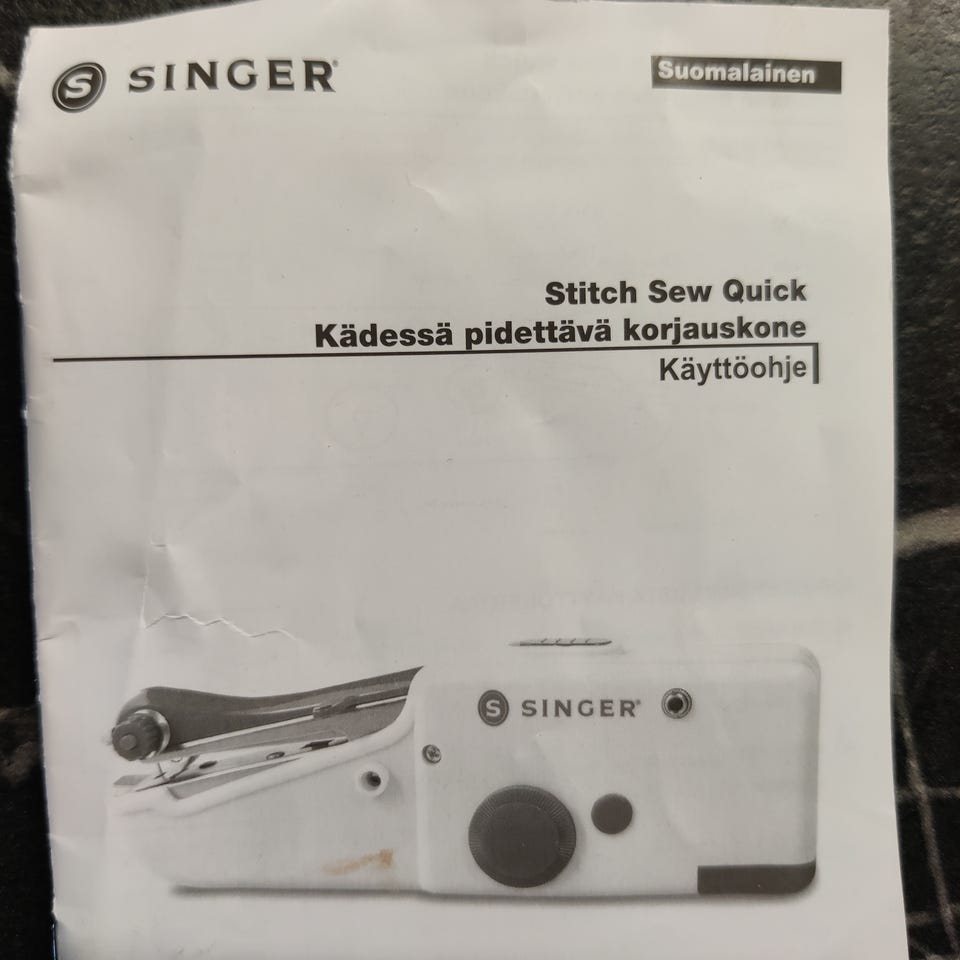 S SINGER®
Suomalainen
Stitch Sew Quick
Kädessä pidettävä korjauskone
Käyttöohje
S SINGER®